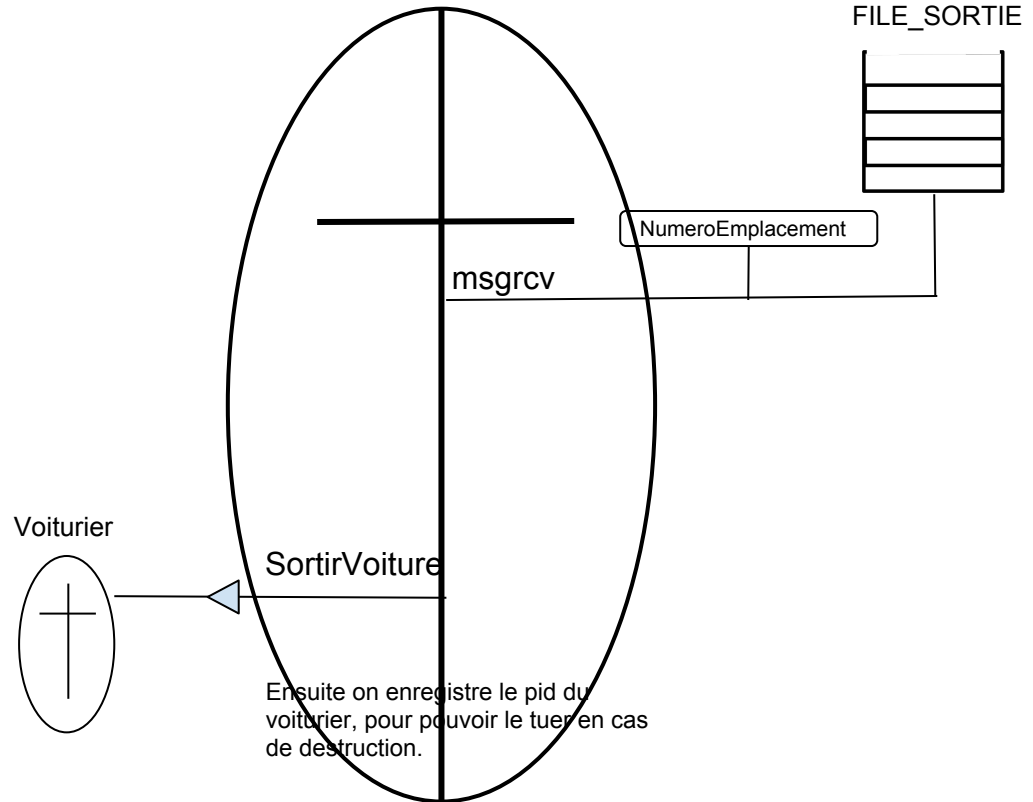 FILE_SORTIE
NumeroEmplacement
msgrcv
Voiturier
SortirVoiture
Ensuite on enregistre le pid du
voiturier, pour pouvoir le tuer en cas
de destruction.